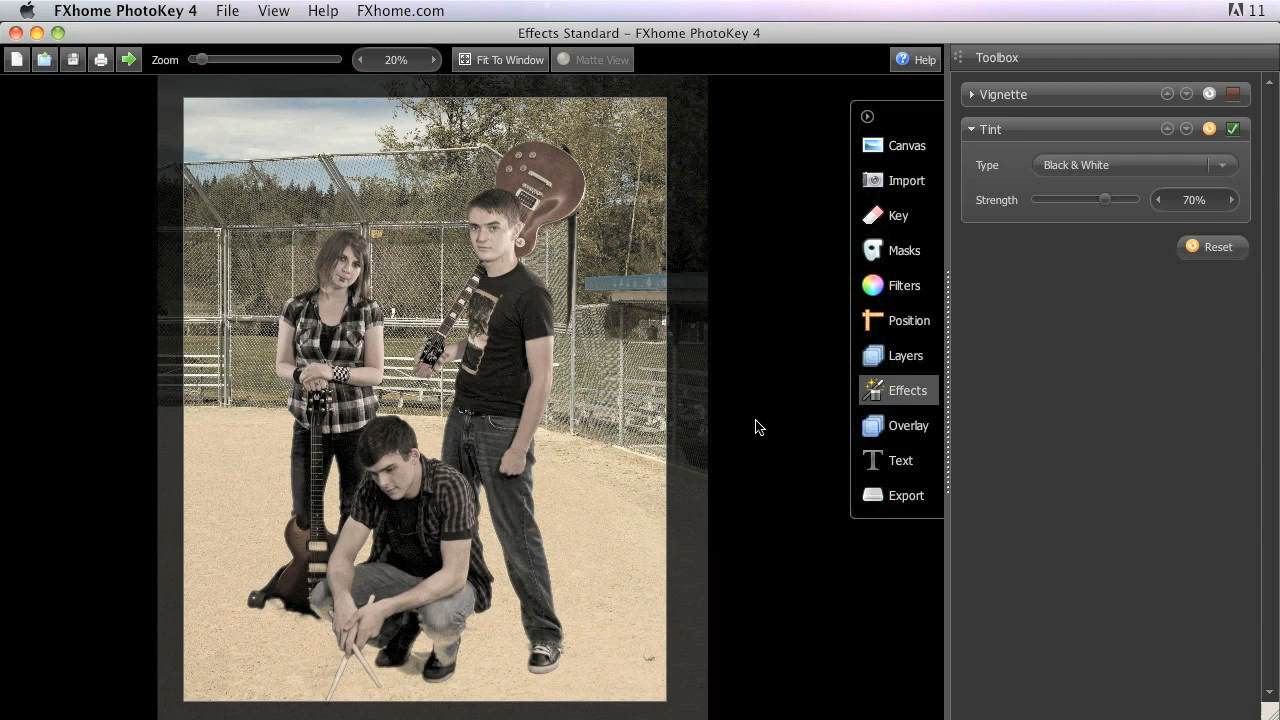 FXhome PhotoKey 4 File View Help FXhome.com 11
Effects Standard - FXhome PhotoKey 4
Zoom 20% Fit To Window Matte View ? Help
Toolbox
Vignette
Tint
Type Black & White
Strength 70%
Reset
Canvas
Import
Key
Masks
Filters
Position
Layers
Effects
Overlay
Text
Export